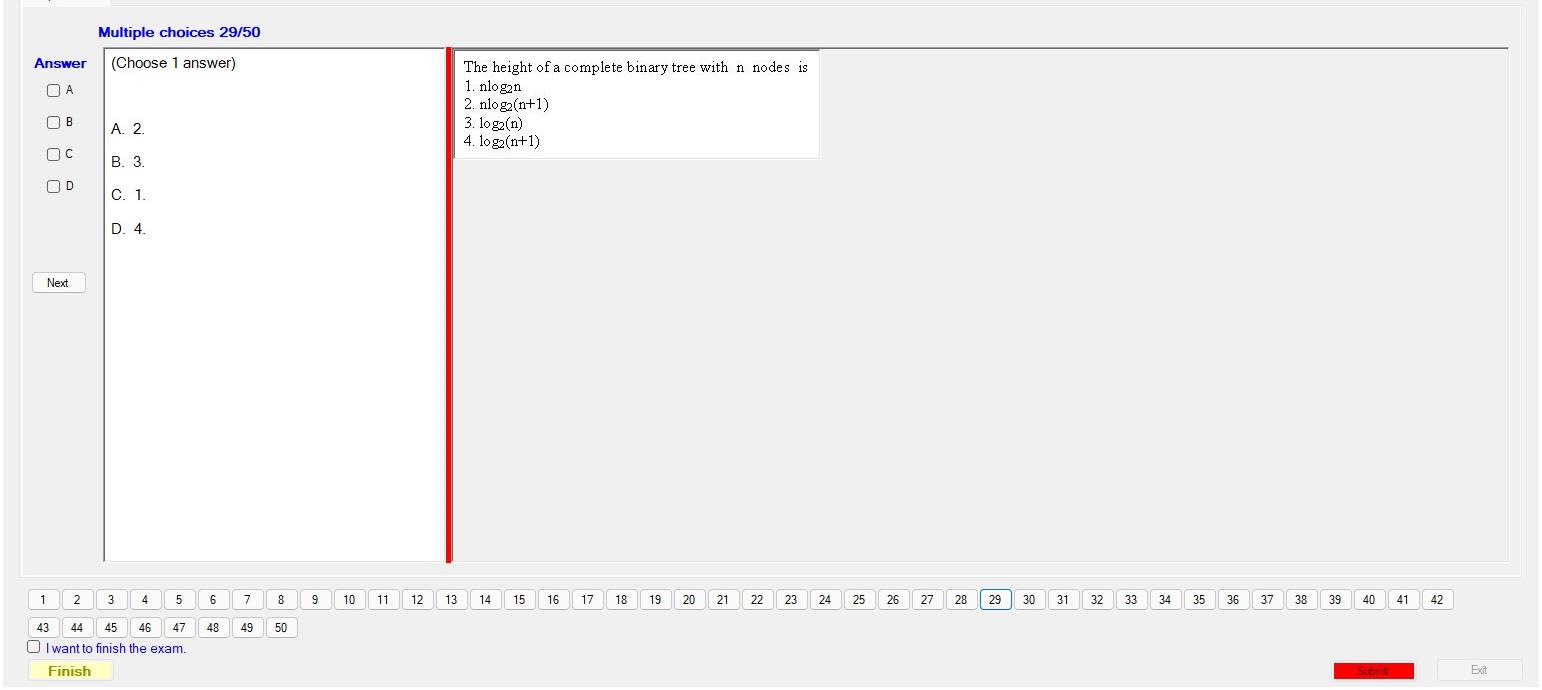 Multiple choices 29/50
Answer
(Choose 1 answer)
A
B
C
D
A. 2.
B. 3.
C. 1.
D. 4.
Next
The height of a complete binary tree with n nodes is
1. nlog₂n
2. nlog₂(n+1)
3. log₂(n)
4. log₂(n+1)
1 2 3 4 5 6 7 8 9 10 11 12 13 14 15 16 17 18 19 20 21 22 23 24 25 26 27 28 29 30 31 32 33 34 35 36 37 38 39 40 41 42
43 44 45 46 47 48 49 50
I want to finish the exam.
Finish
Submit
Exit